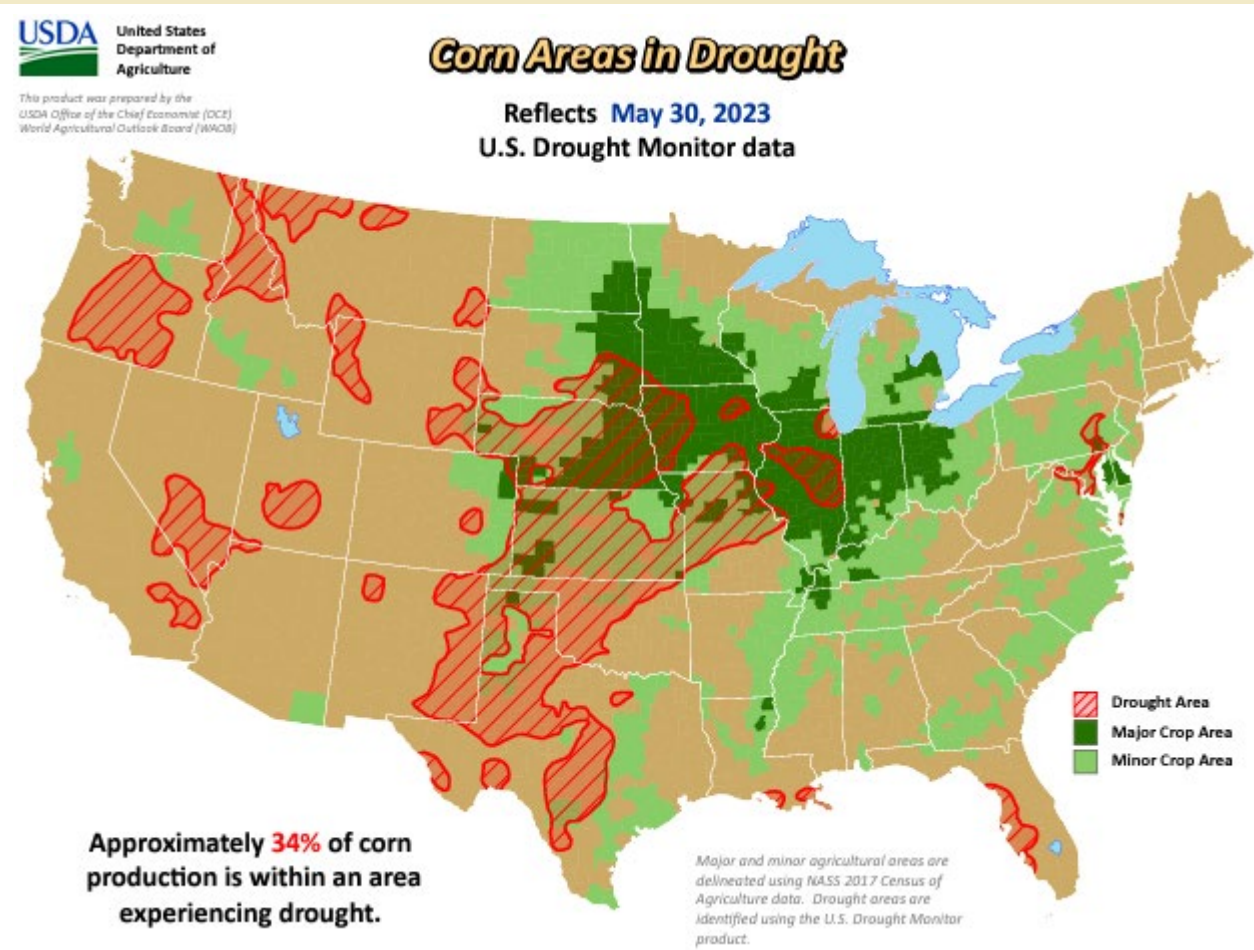 USDA
United States
Department of
Agriculture
This product was prepared by the
USDA Office of the Chief Economist (OCE)
World Agricultural Outlook Board (WAOB)
Corn Areas in Drought
Reflects May 30, 2023
U.S. Drought Monitor data
Drought Area
Major Crop Area
Minor Crop Area
Approximately 34% of corn
production is within an area
experiencing drought.
Major and minor agricultural areas are
delineated using NASS 2017 Census of
Agriculture data. Drought areas are
identified using the U.S. Drought Monitor
product.